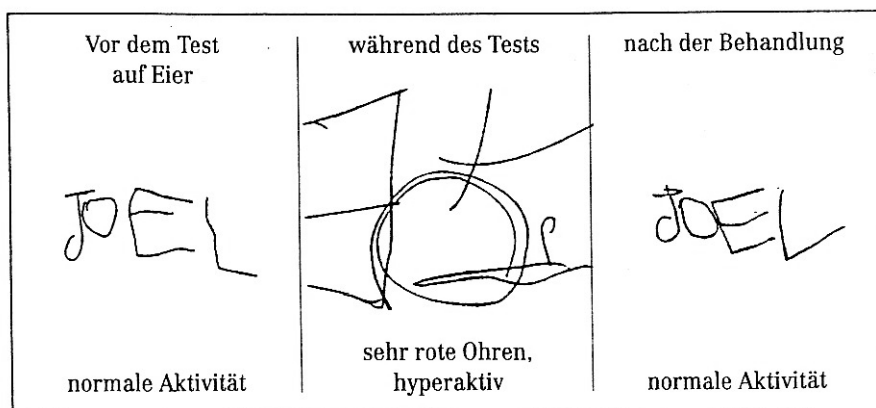 Vor dem Test
auf Eier
JOEL
normale Aktivität
während des Tests
sehr rote Ohren,
hyperaktiv
nach der Behandlung
JOEL
normale Aktivität